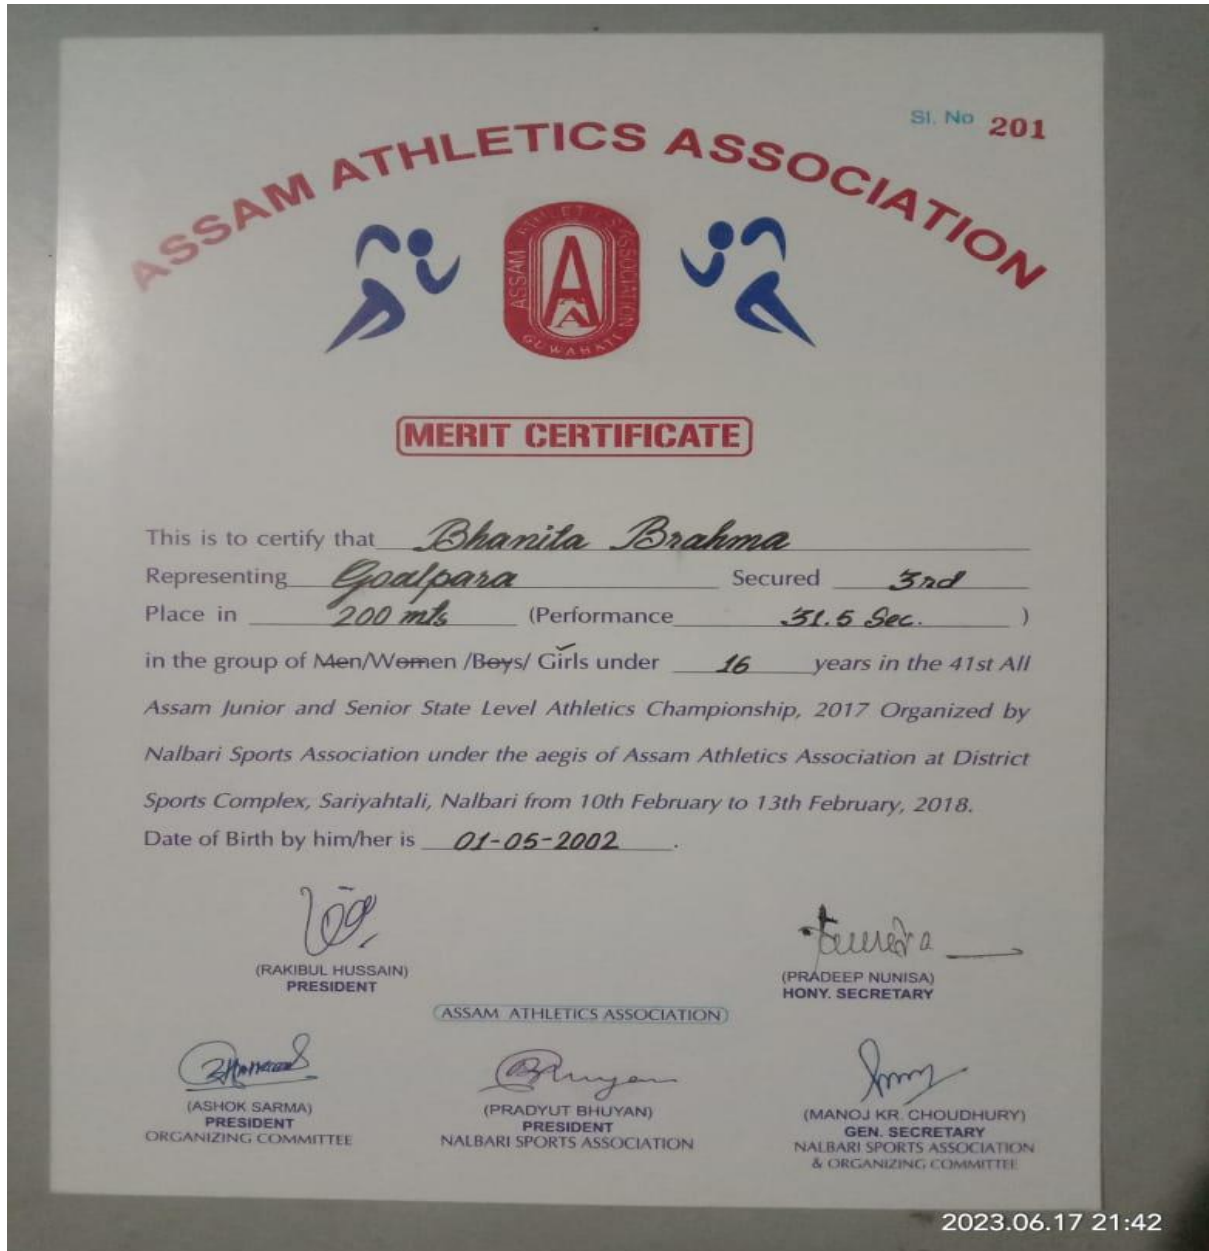 Sl. No 201
ASSAM ATHLETICS ASSOCIATION
ASSAM ATHLETICS ASSOCIATION
A
A A
GUWAHATI
MERIT CERTIFICATE
This is to certify that Bhanita Brahma
Representing Goalpara Secured 3rd
Place in 200 mts (Performance 31.5 Sec. )
in the group of Men/Women /Boys/ Girls under 16 years in the 41st All
Assam Junior and Senior State Level Athletics Championship, 2017 Organized by
Nalbari Sports Association under the aegis of Assam Athletics Association at District
Sports Complex, Sariyahtali, Nalbari from 10th February to 13th February, 2018.
Date of Birth by him/her is 01-05-2002 .
(RAKIBUL HUSSAIN)
PRESIDENT
(PRADEEP NUNISA)
HONY. SECRETARY
ASSAM ATHLETICS ASSOCIATION
(ASHOK SARMA)
PRESIDENT
ORGANIZING COMMITTEE
(PRADYUT BHUYAN)
PRESIDENT
NALBARI SPORTS ASSOCIATION
(MANOJ KR. CHOUDHURY)
GEN. SECRETARY
NALBARI SPORTS ASSOCIATION
& ORGANIZING COMMITTEE
2023.06.17 21:42